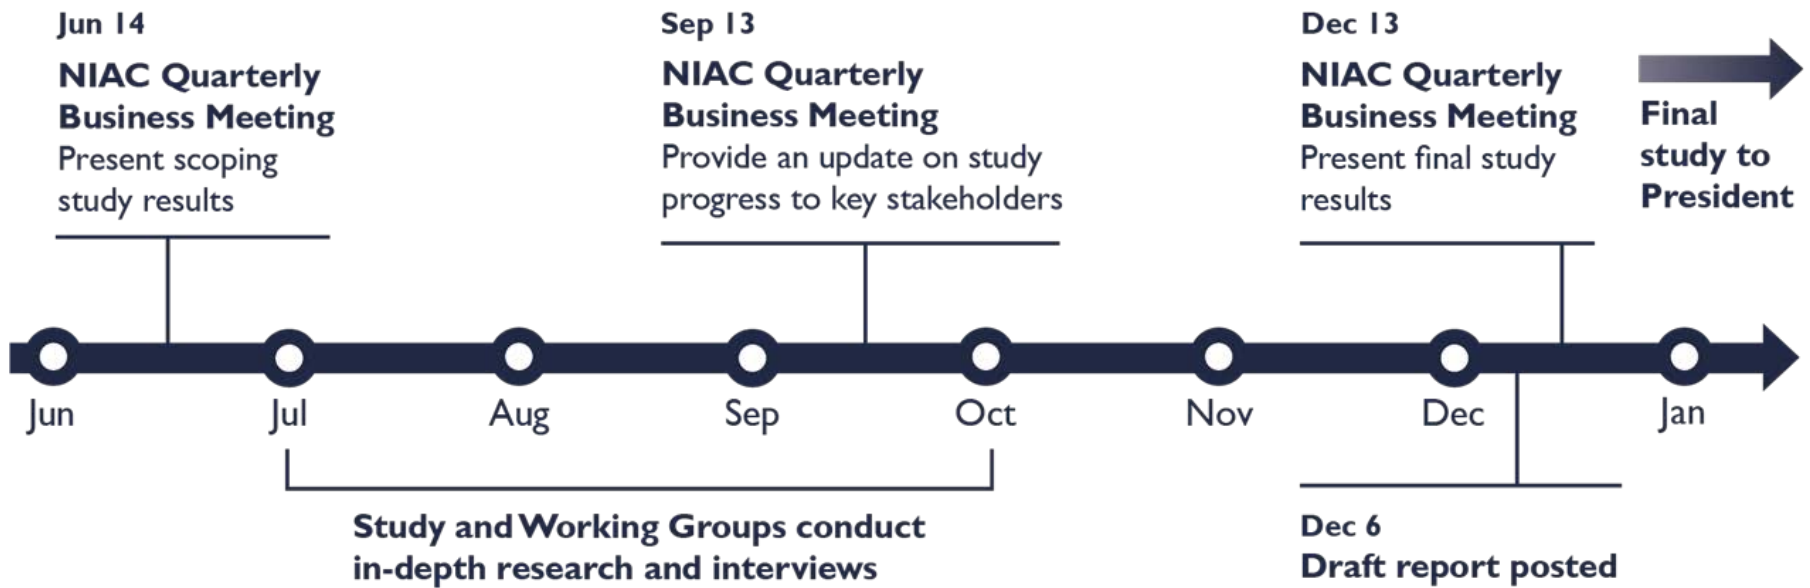 Jun 14
NIAC Quarterly
Business Meeting
Present scoping
study results
Sep 13
NIAC Quarterly
Business Meeting
Provide an update on study
progress to key stakeholders
Dec 13
NIAC Quarterly
Business Meeting
Present final study
results
Final
study to
President
Jun
Jul
Aug
Sep
Oct
Nov
Dec
Jan
Study and Working Groups conduct
in-depth research and interviews
Dec 6
Draft report posted